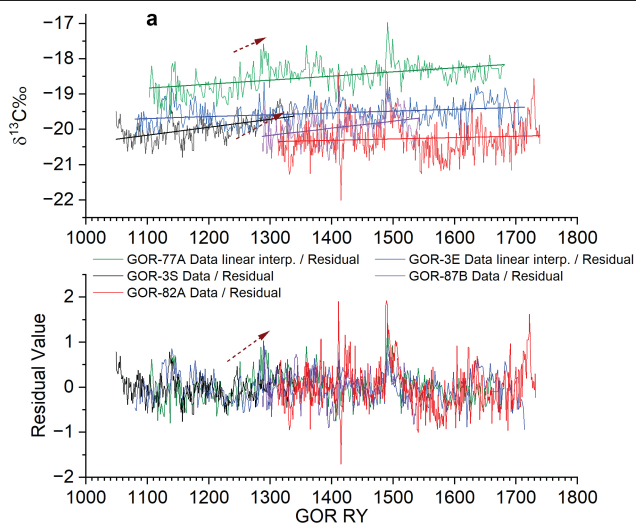 a
−17
−18
−19
−20
−21
−22
δ¹³C‰
1000 1100 1200 1300 1400 1500 1600 1700 1800
GOR RY
GOR-77A Data linear interp. / Residual
GOR-3E Data linear interp. / Residual
GOR-3S Data / Residual
GOR-87B Data / Residual
GOR-82A Data / Residual
2
1
0
−1
−2
Residual Value
1000 1100 1200 1300 1400 1500 1600 1700 1800
GOR RY